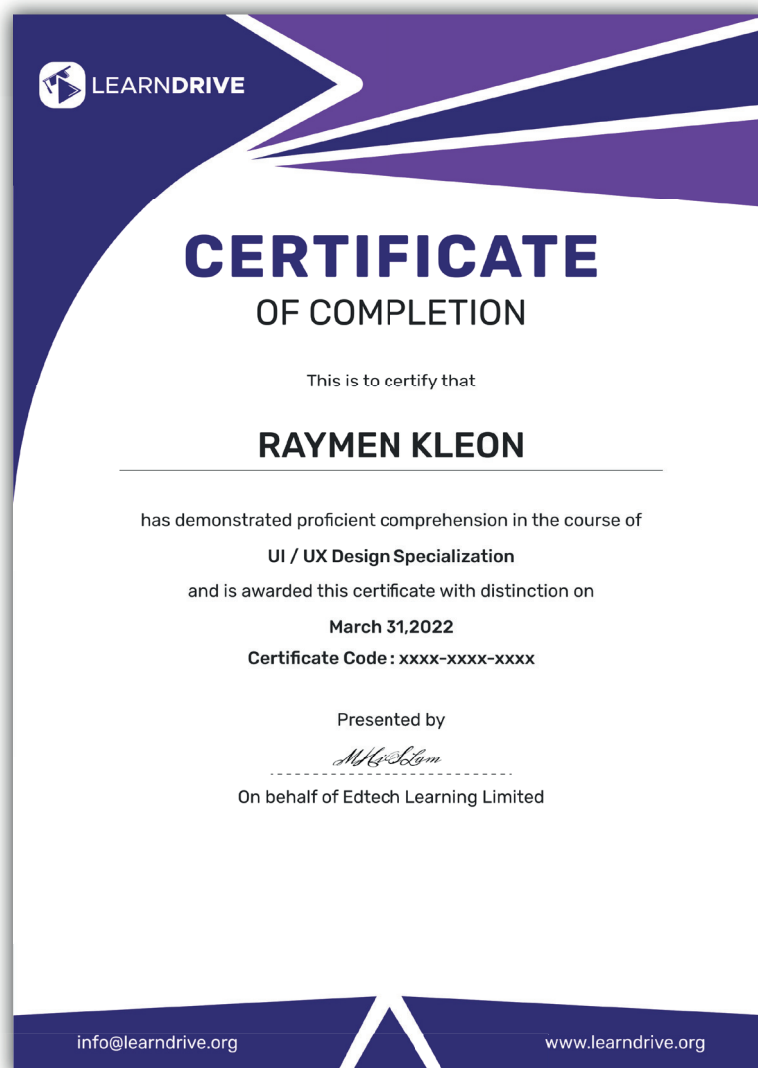 LEARNDRIVE
CERTIFICATE
OF COMPLETION
This is to certify that
RAYMEN KLEON
has demonstrated proficient comprehension in the course of
UI / UX Design Specialization
and is awarded this certificate with distinction on
March 31,2022
Certificate Code : xxxx-xxxx-xxxx
Presented by
On behalf of Edtech Learning Limited
info@learndrive.org
www.learndrive.org